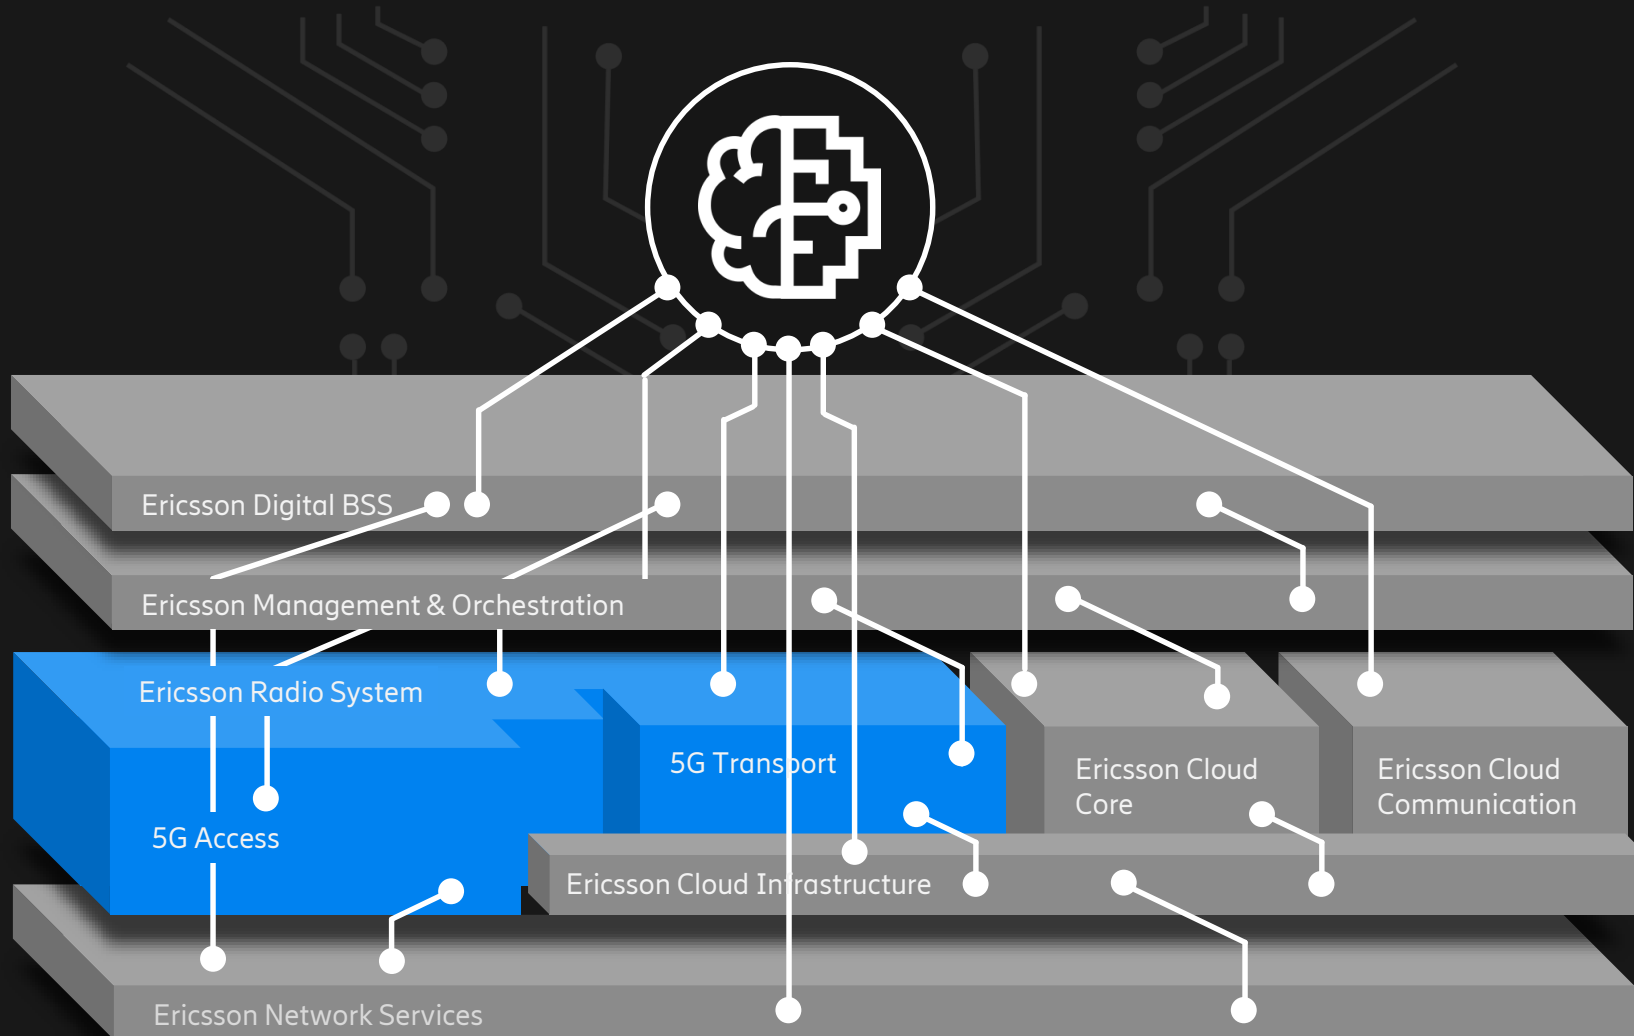 Ericsson Digital BSS
Ericsson Management & Orchestration
Ericsson Radio System
5G Transport
Ericsson Cloud
Core
Ericsson Cloud
Communication
5G Access
Ericsson Cloud Infrastructure
Ericsson Network Services